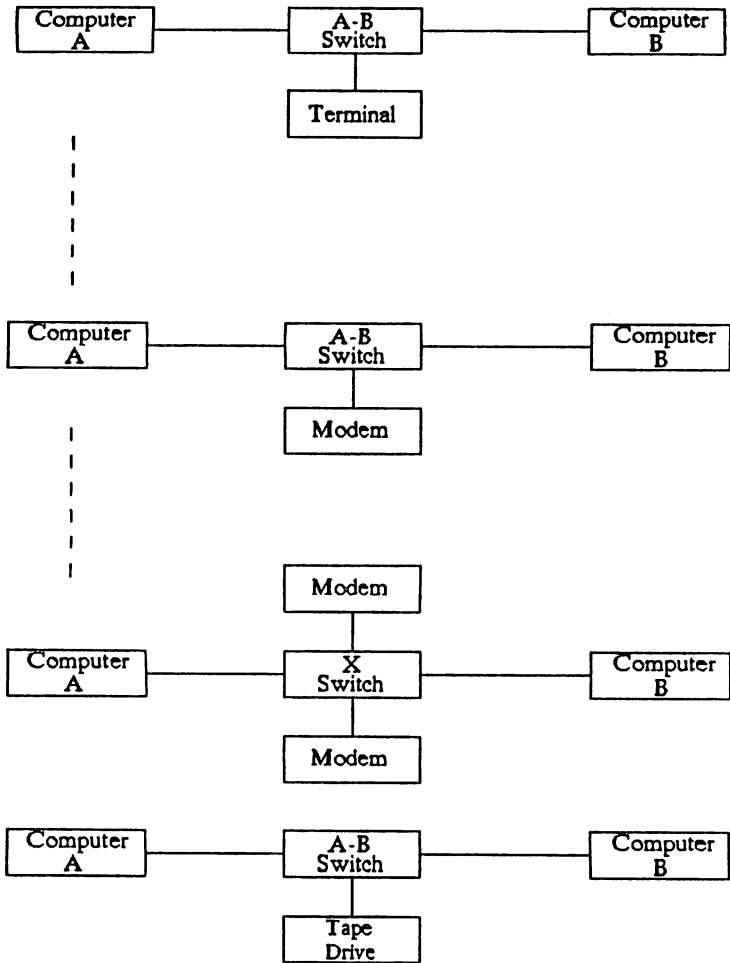 Computer
A
A-B
Switch
Computer
B
Terminal
Computer
A
A-B
Switch
Computer
B
Modem
Modem
Computer
A
X
Switch
Computer
B
Modem
Computer
A
A-B
Switch
Computer
B
Tape
Drive